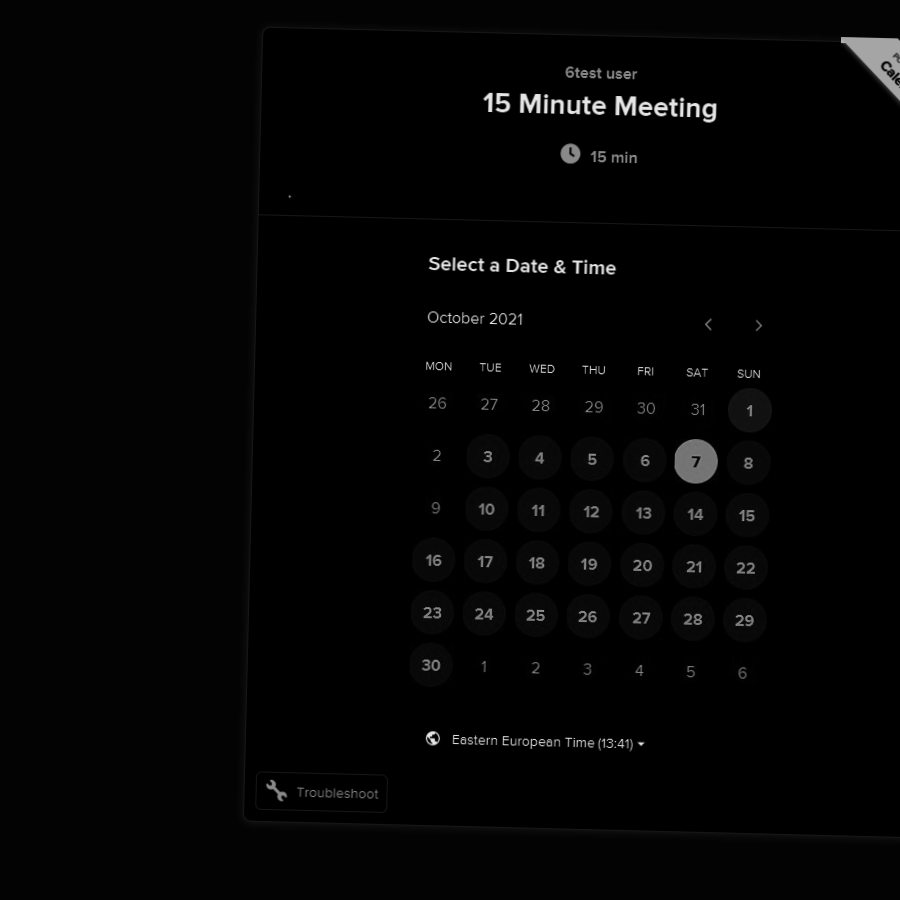 6test user
15 Minute Meeting
15 min
Select a Date & Time
October 2021
MON TUE WED THU FRI SAT SUN
26 27 28 29 30 31 1
2 3 4 5 6 7 8
9 10 11 12 13 14 15
16 17 18 19 20 21 22
23 24 25 26 27 28 29
30 1 2 3 4 5 6
Eastern European Time (13:41)
Troubleshoot